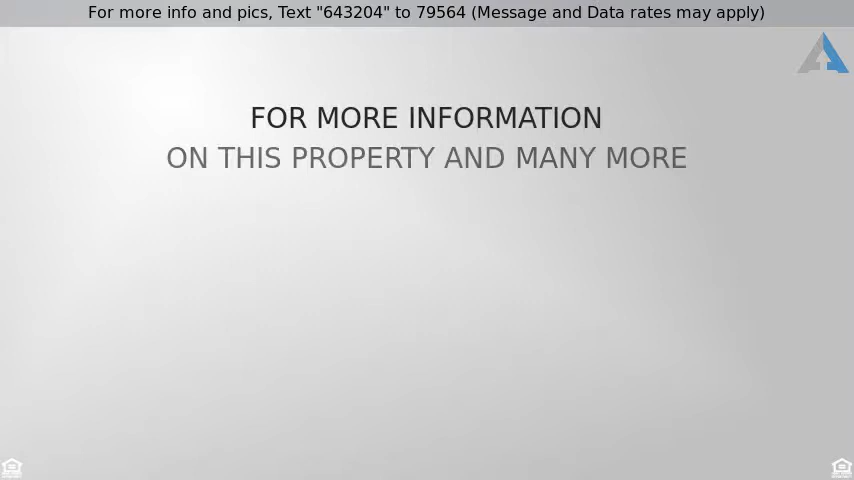 For more info and pics, Text "643204" to 79564 (Message and Data rates may apply)
FOR MORE INFORMATION
ON THIS PROPERTY AND MANY MORE